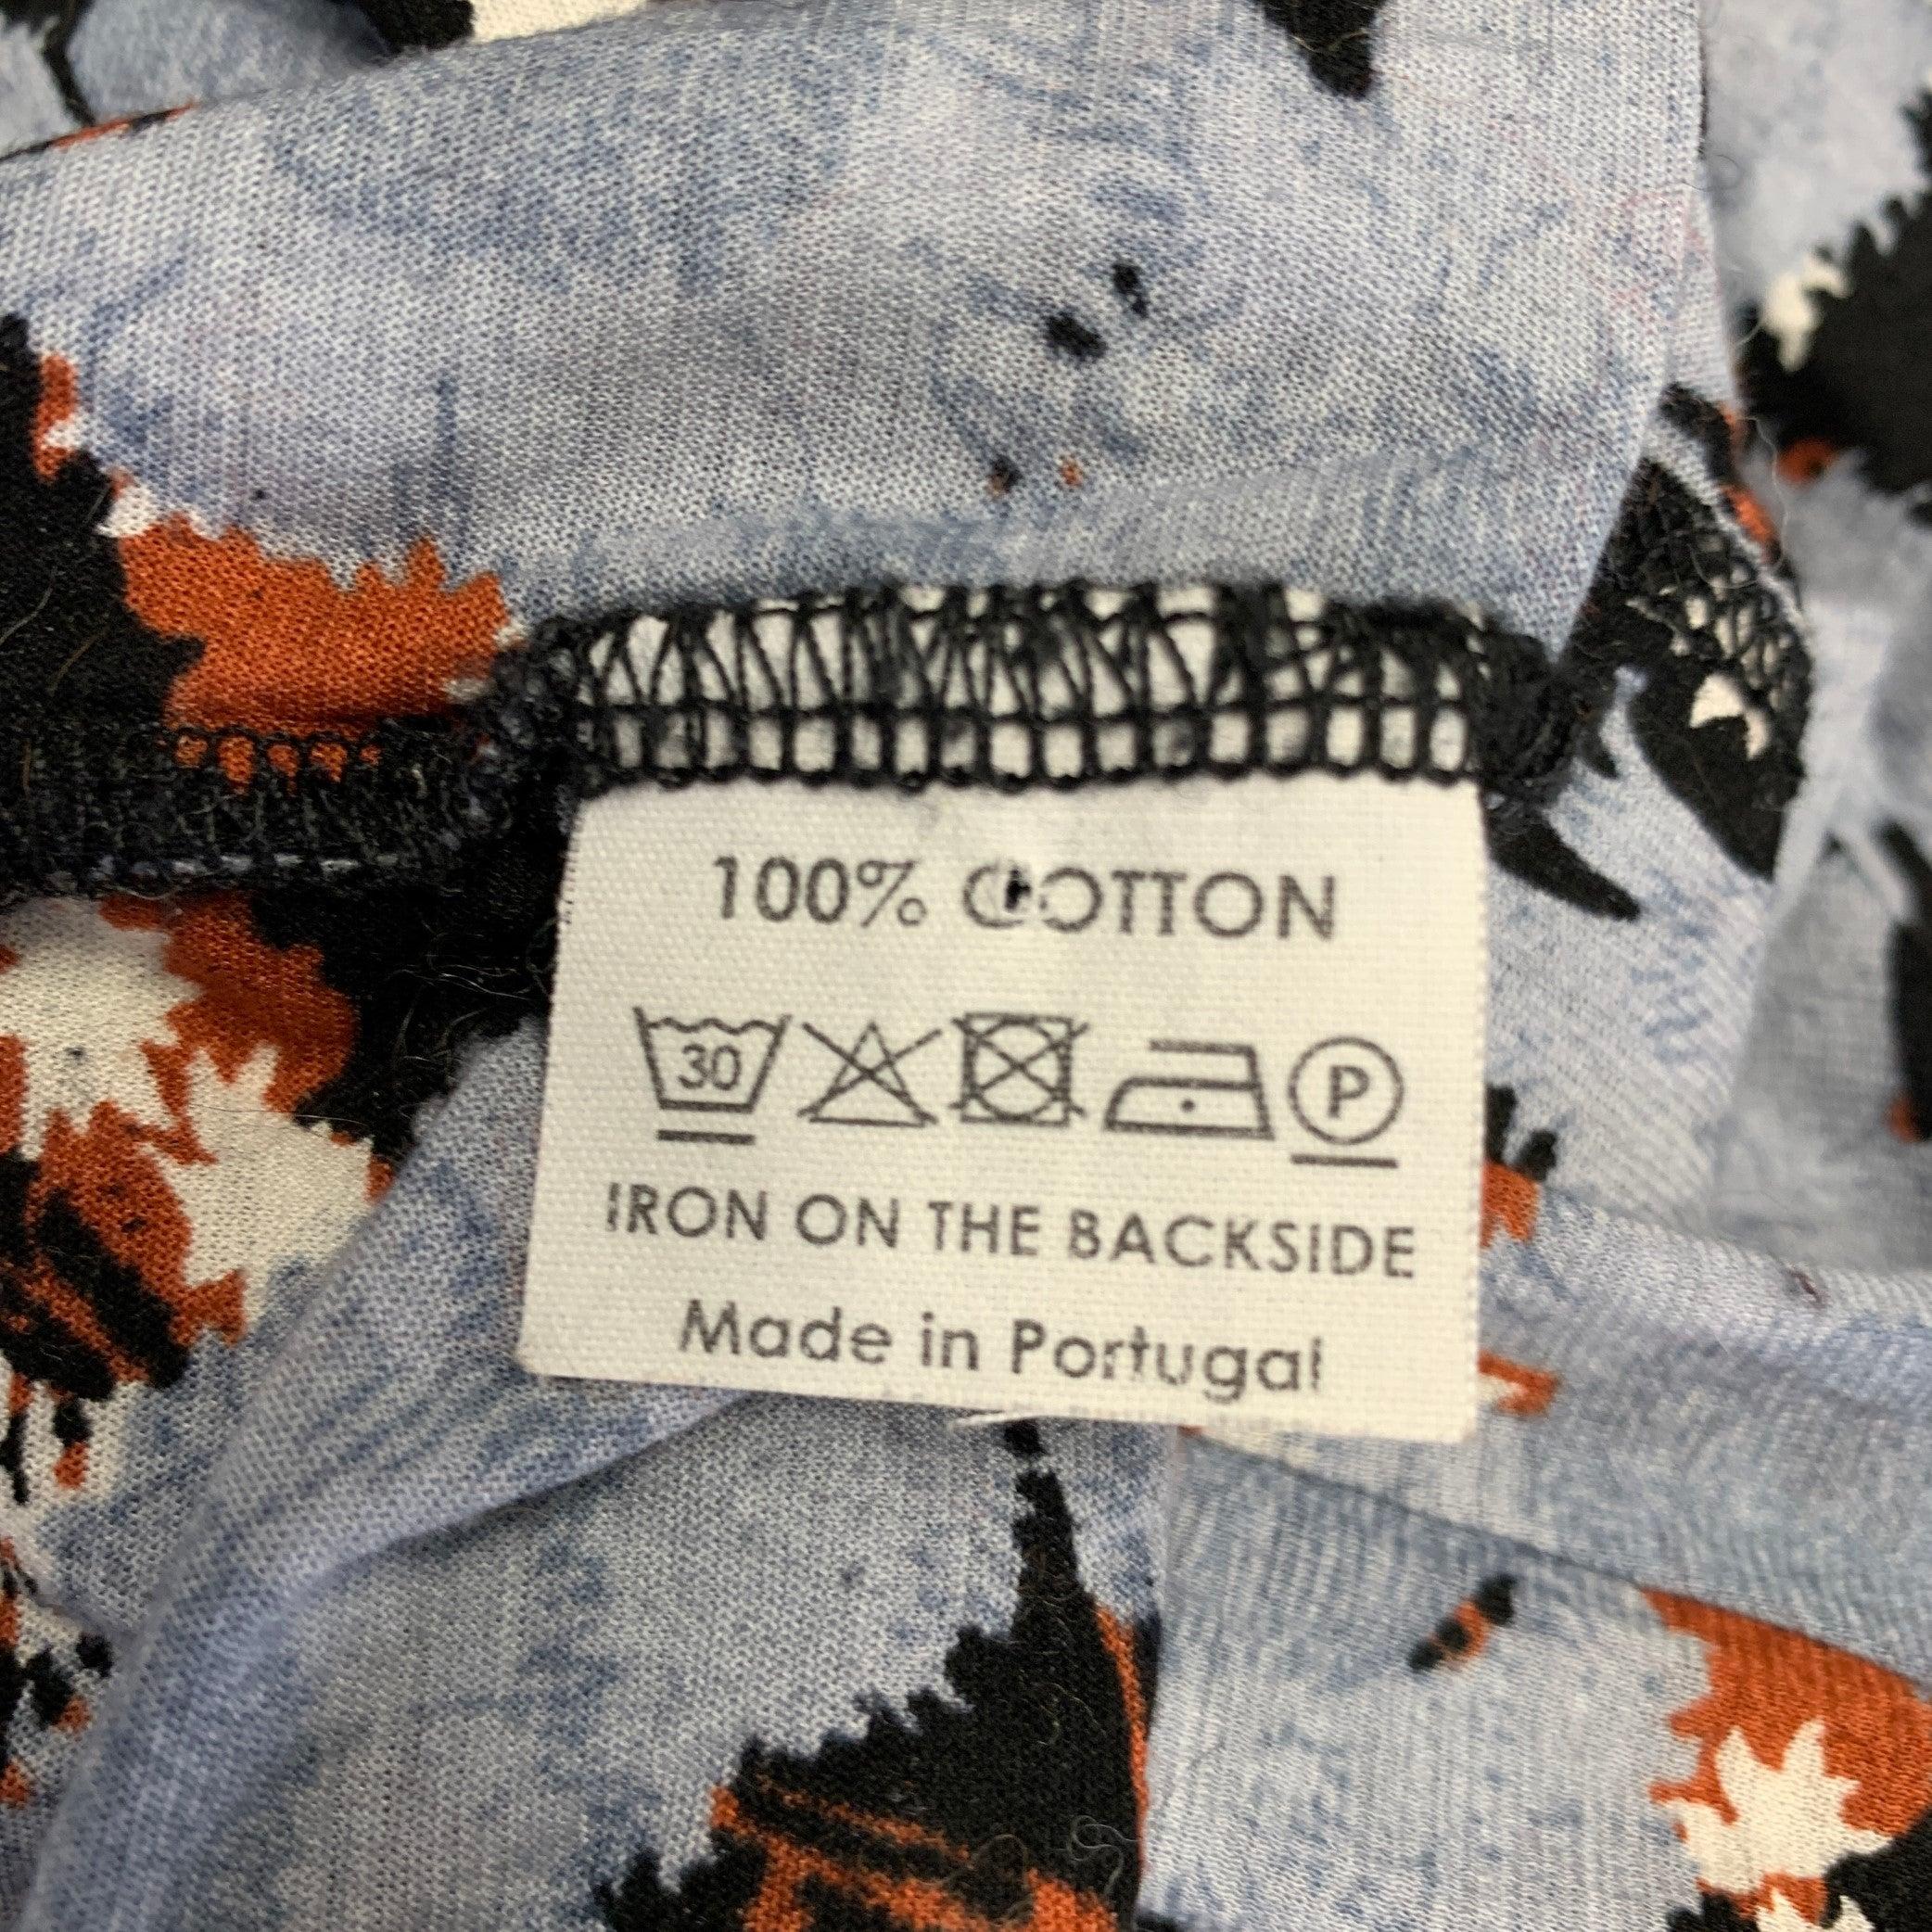 100% COTTON
30 P
IRON ON THE BACKSIDE
Made in Portugal